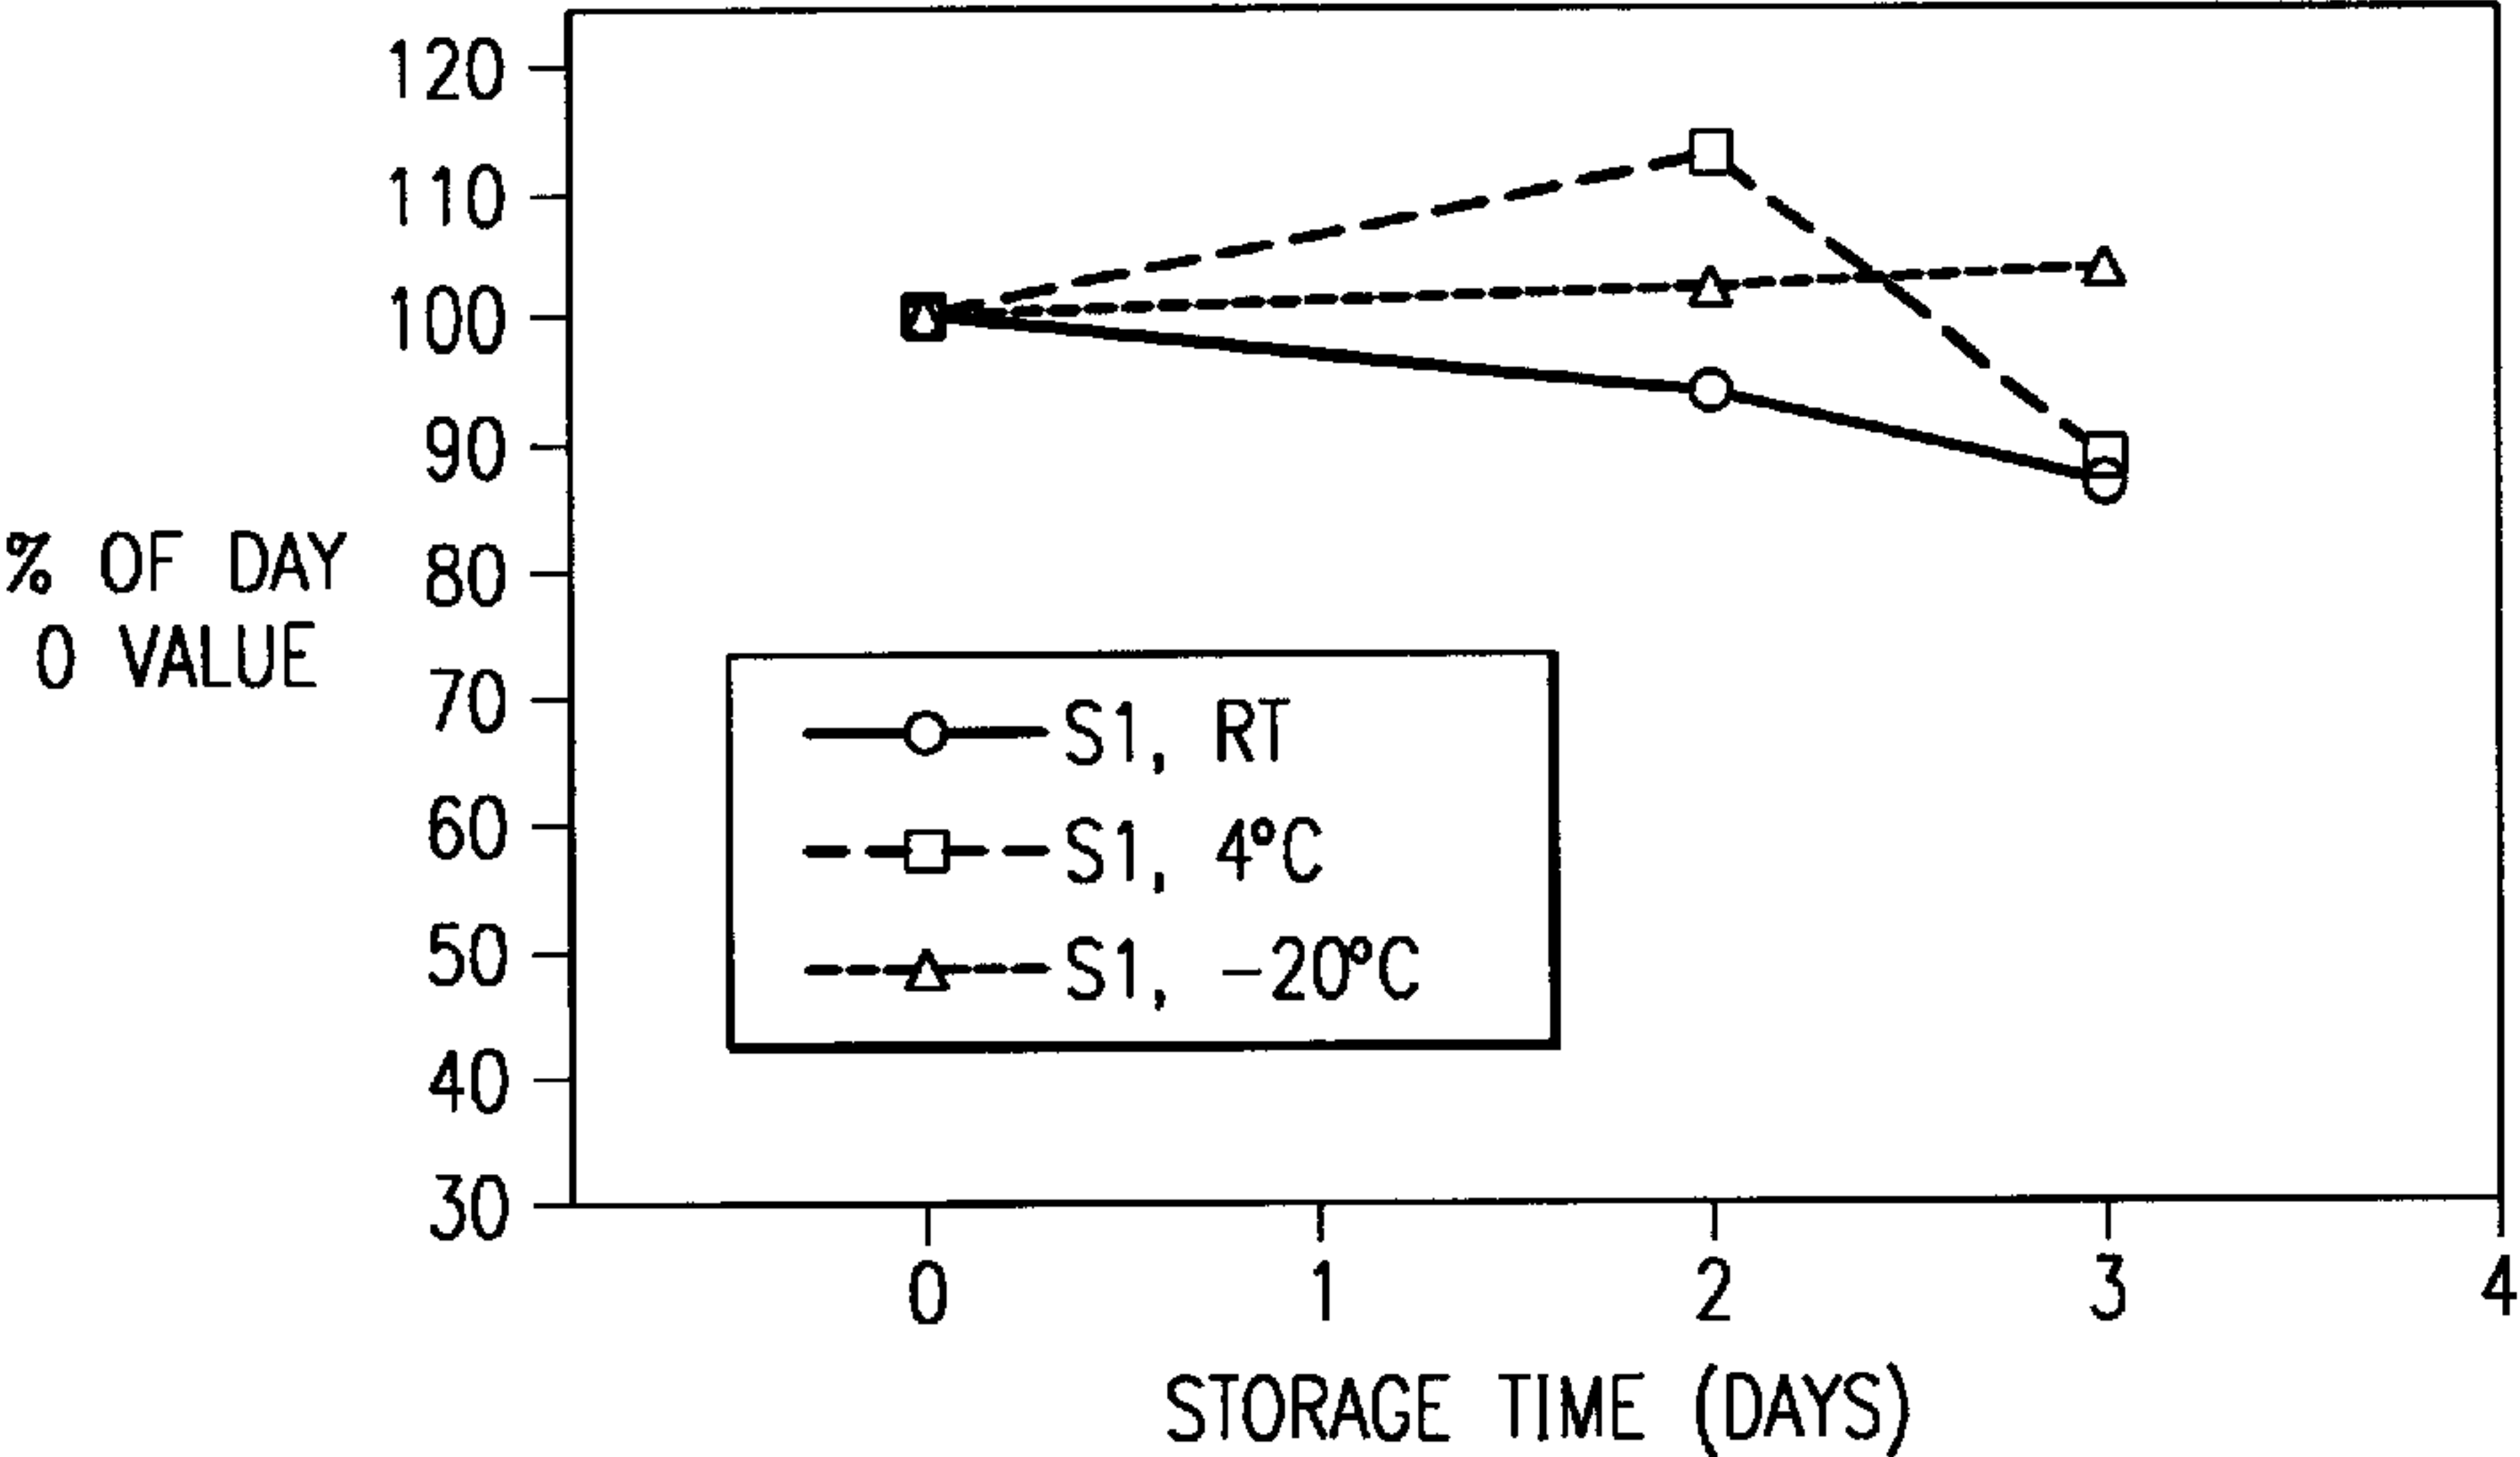 120
110
100
90
80
70
60
50
40
30
% OF DAY
0 VALUE
S1, RT
S1, 4°C
S1, -20°C
0 1 2 3 4
STORAGE TIME (DAYS)